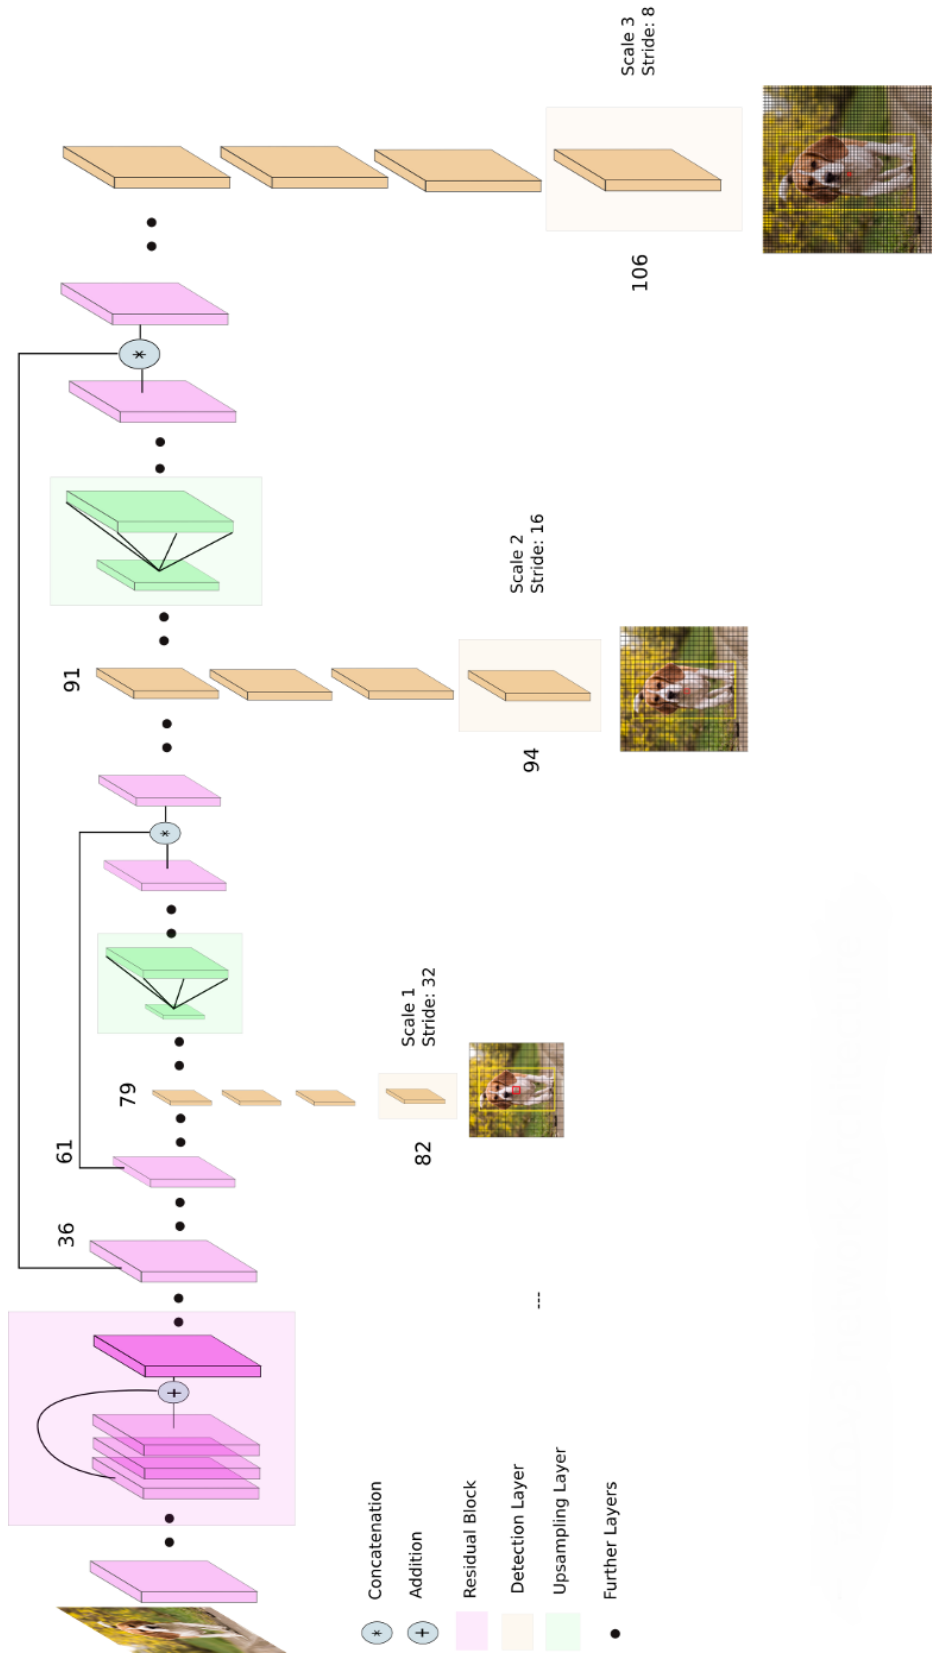 36
61
79
91
82
Scale 1
Stride: 32
94
Scale 2
Stride: 16
106
Scale 3
Stride: 8
---
* Concatenation
+ Addition
Residual Block
Detection Layer
Upsampling Layer
Further Layers
*
*
+